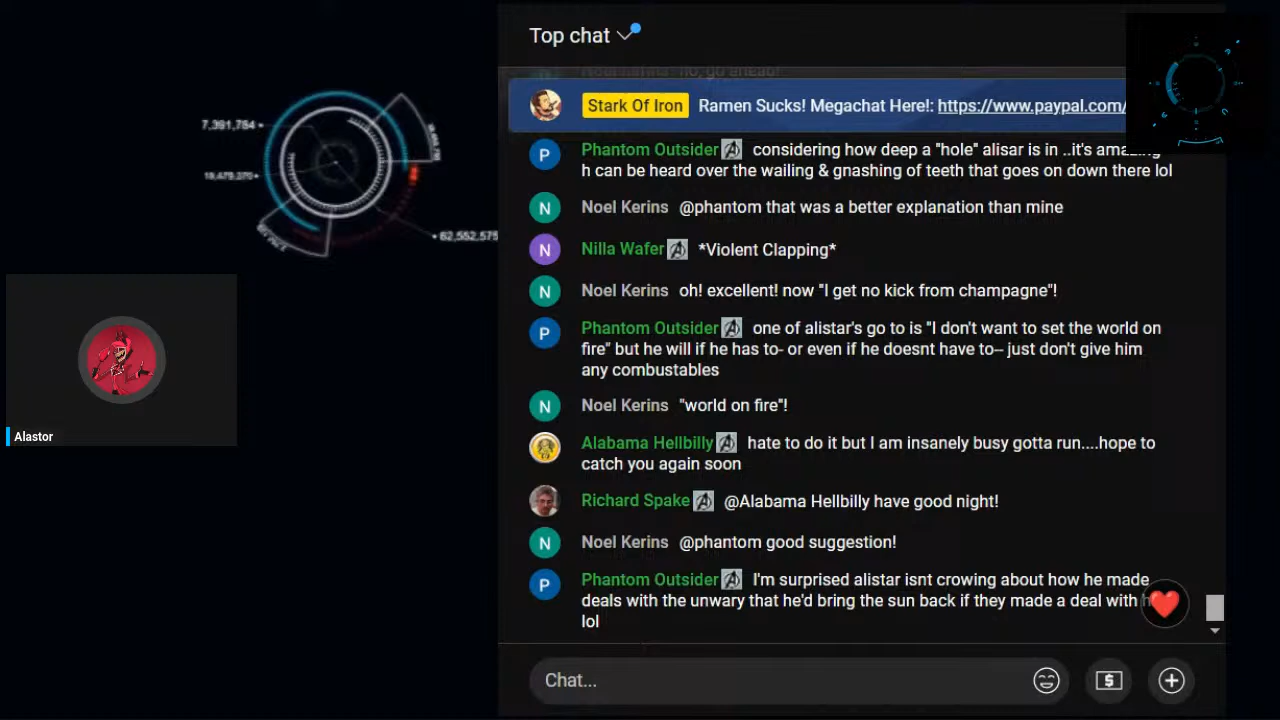 Top chat
no, go ahead!
Stark Of Iron Ramen Sucks! Megachat Here!: https://www.paypal.com/
Phantom Outsider considering how deep a "hole" alisar is in ..it's amazing
h can be heard over the wailing & gnashing of teeth that goes on down there lol
Noel Kerins @phantom that was a better explanation than mine
Nilla Wafer *Violent Clapping*
Noel Kerins oh! excellent! now "I get no kick from champagne"!
Phantom Outsider one of alistar's go to is "I don't want to set the world on
fire" but he will if he has to- or even if he doesnt have to-- just don't give him
any combustables
Noel Kerins "world on fire"!
Alabama Hellbilly hate to do it but I am insanely busy gotta run....hope to
catch you again soon
Richard Spake @Alabama Hellbilly have good night!
Noel Kerins @phantom good suggestion!
Phantom Outsider I'm surprised alistar isnt crowing about how he made
deals with the unwary that he'd bring the sun back if they made a deal with
lol
Chat...
7,391,784
19,479,370
62,552,575
Alastor